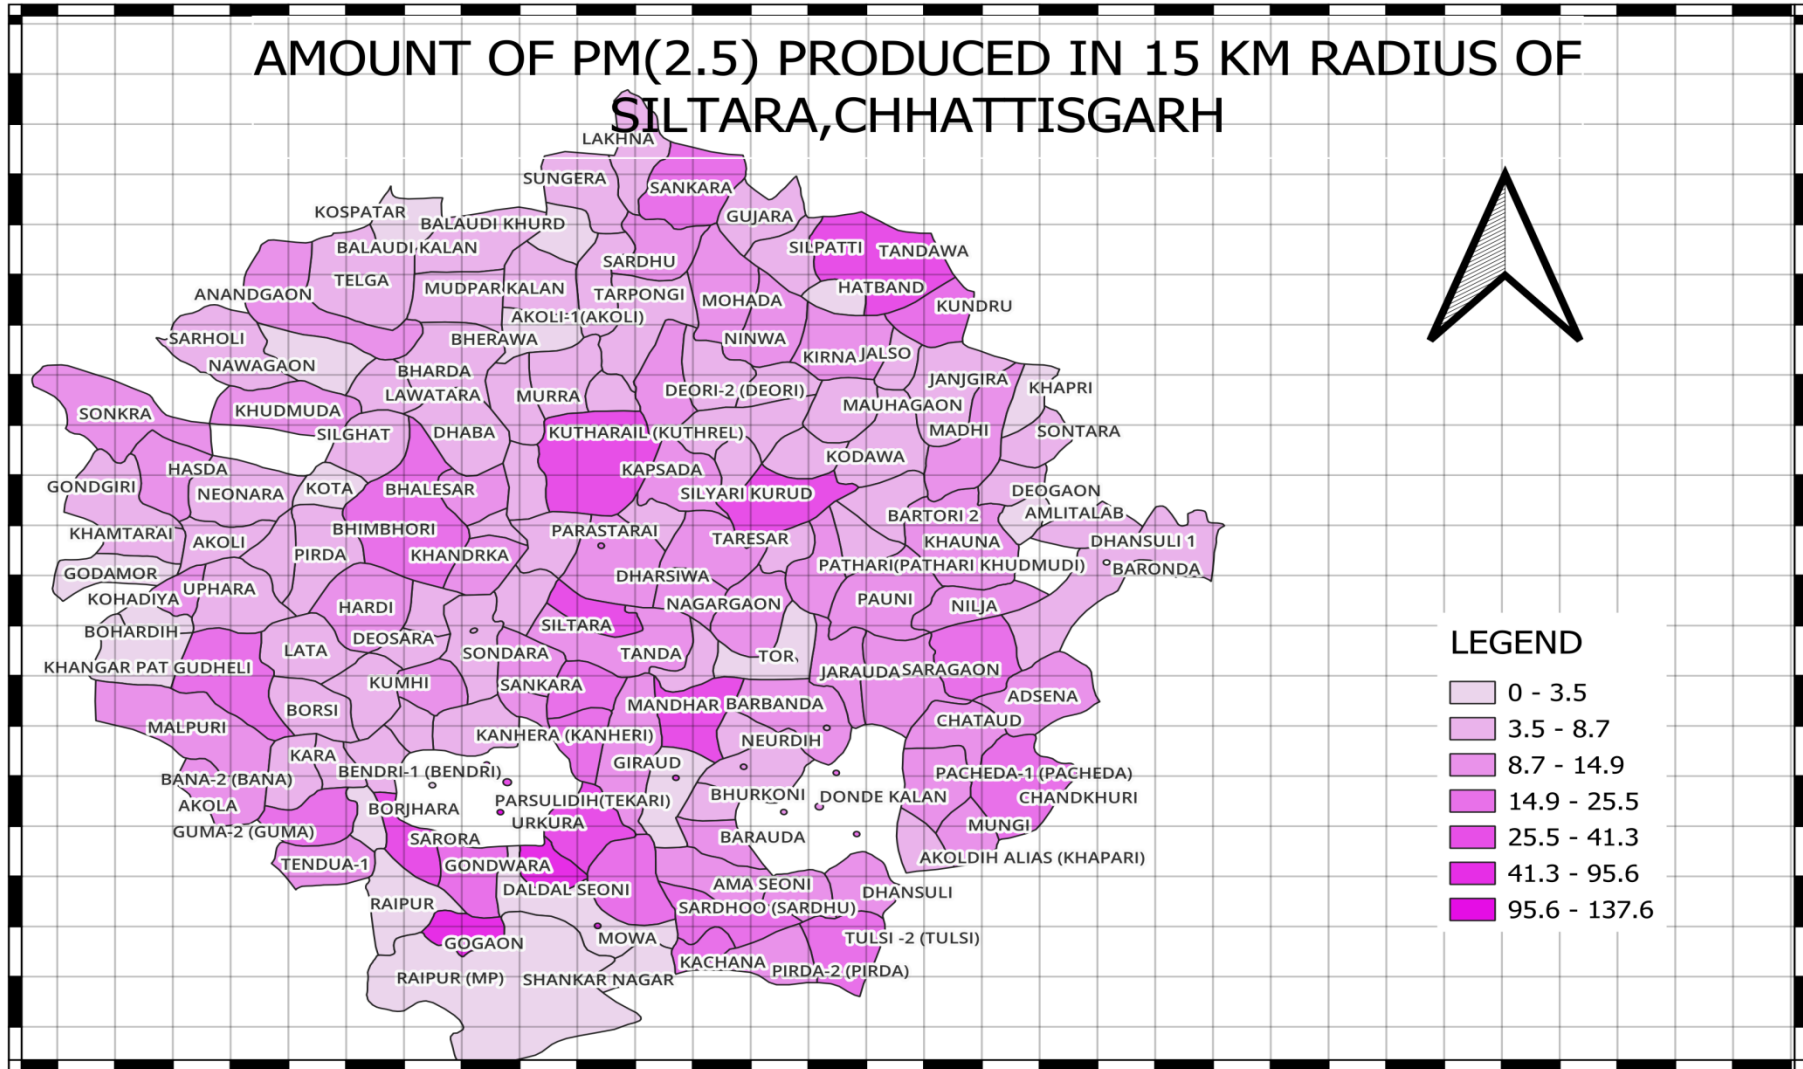 AMOUNT OF PM(2.5) PRODUCED IN 15 KM RADIUS OF
SILTARA,CHHATTISGARH
LAKHNA
SUNGERA
SANKARA
KOSPATAR
BALAUDI KHURD
GUJARA
BALAUDI KALAN
SILPATTI
TANDAWA
SARDHU
TELGA
MUDPAR KALAN
HATBAND
ANANDGAON
TARPONGI
MOHADA
KUNDRU
AKOLI-1(AKOLI)
SARHOLI
BHERAWA
NINWA
KIRNA
JALSO
NAWAGAON
BHARDA
JANJGIRA
KHAPRI
LAWATARA
MURRA
DEORI-2 (DEORI)
MAUHAGAON
SONKRA
KHUDMUDA
SILGHAT
DHABA
KUTHARAIL (KUTHREL)
MADHI
SONTARA
KODAWA
HASDA
KAPSADA
GONDGIRI
NEONARA
KOTA
BHALESAR
SILYARI KURUD
DEOGAON
AMLITALAB
BARTORI 2
KHAMTARAI
AKOLI
BHIMBHORI
PARASTARAI
TARESAR
KHAUNA
DHANSULI 1
PIRDA
KHANDRKA
PATHARI(PATHARI KHUDMUDI)
BARONDA
GODAMOR
DHARSIWA
UPHARA
KOHADIYA
HARDI
NAGARGAON
PAUNI
NILJA
BOHARDIH
DEOSARA
SILTARA
LATA
SONDARA
TANDA
TOR
KHANGAR PAT
GUDHELI
JARAUDA
SARAGAON
KUMHI
SANKARA
ADSENA
BORSI
MANDHAR
BARBANDA
CHATAUD
MALPURI
KANHERA (KANHERI)
NEURDIH
KARA
GIRAUD
BANA-2 (BANA)
BENDRI-1 (BENDRI)
PACHEDA-1 (PACHEDA)
AKOLA
BORJHARA
PARSULIDIH(TEKARI)
BHURKONI
DONDE KALAN
CHANDKHURI
GUMA-2 (GUMA)
URKURA
MUNGI
SARORA
BARAUDA
TENDUA-1
GONDWARA
AKOLDIH ALIAS (KHAPARI)
DALDAL SEONI
AMA SEONI
DHANSULI
RAIPUR
SARDHOO (SARDHU)
GOGAON
MOWA
TULSI -2 (TULSI)
KACHANA
PIRDA-2 (PIRDA)
RAIPUR (MP)
SHANKAR NAGAR
LEGEND
0 - 3.5
3.5 - 8.7
8.7 - 14.9
14.9 - 25.5
25.5 - 41.3
41.3 - 95.6
95.6 - 137.6